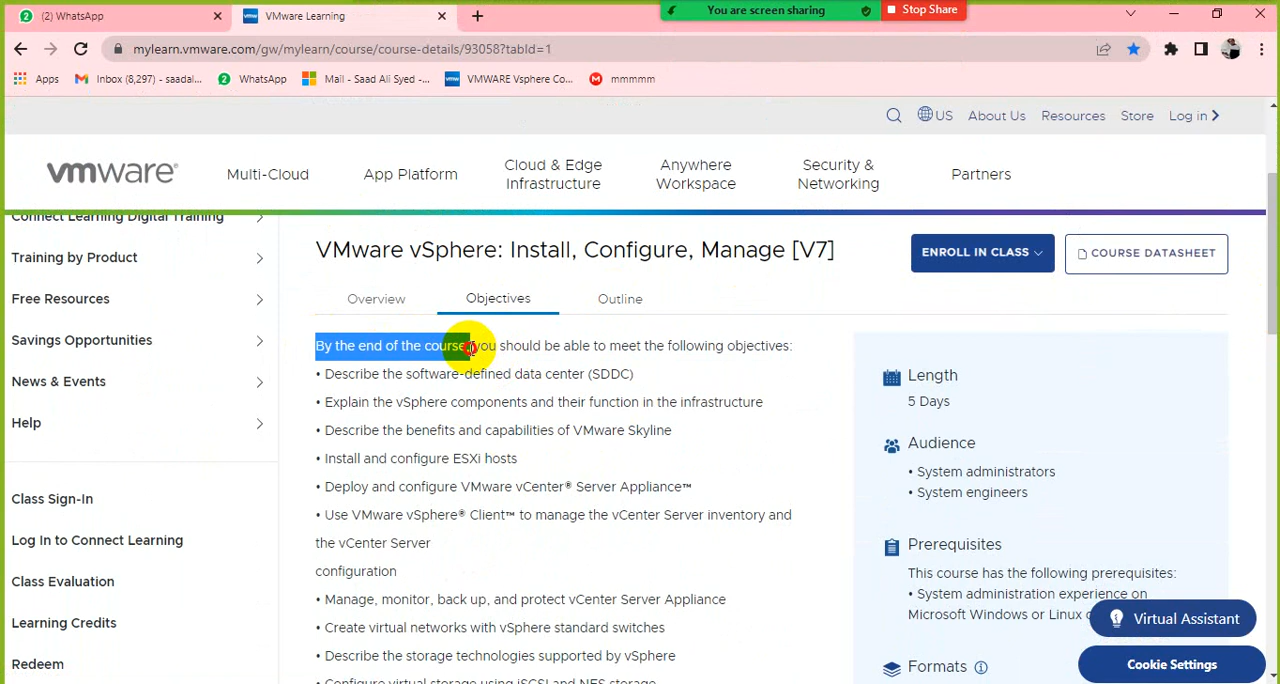 (2) WhatsApp
VMware Learning
You are screen sharing
Stop Share
mylearn.vmware.com/gw/mylearn/course/course-details/93058?tabId=1
Apps
Inbox (8,297) - saadal...
WhatsApp
Mail - Saad Ali Syed -...
VMWARE Vsphere Co...
mmmmm
US
About Us
Resources
Store
Log in
vmware®
Multi-Cloud
App Platform
Cloud & Edge
Infrastructure
Anywhere
Workspace
Security &
Networking
Partners
Connect Learning Digital Training
Training by Product
Free Resources
Savings Opportunities
News & Events
Help
Class Sign-In
Log In to Connect Learning
Class Evaluation
Learning Credits
Redeem
VMware vSphere: Install, Configure, Manage [V7]
ENROLL IN CLASS
COURSE DATASHEET
Overview
Objectives
Outline
By the end of the course, you should be able to meet the following objectives:
• Describe the software-defined data center (SDDC)
• Explain the vSphere components and their function in the infrastructure
• Describe the benefits and capabilities of VMware Skyline
• Install and configure ESXi hosts
• Deploy and configure VMware vCenter® Server Appliance™
• Use VMware vSphere® Client™ to manage the vCenter Server inventory and
the vCenter Server
configuration
• Manage, monitor, back up, and protect vCenter Server Appliance
• Create virtual networks with vSphere standard switches
• Describe the storage technologies supported by vSphere
• Configure virtual storage using iSCSI and NFS storage
Length
5 Days
Audience
• System administrators
• System engineers
Prerequisites
This course has the following prerequisites:
• System administration experience on
Microsoft Windows or Linux
Formats
Virtual Assistant
Cookie Settings